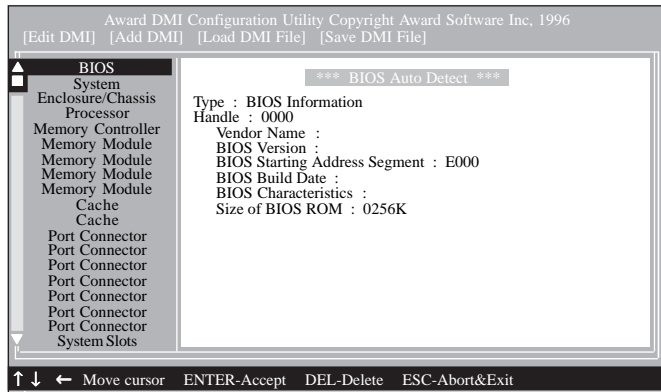 Award DMI Configuration Utility Copyright Award Software Inc, 1996
[Edit DMI] [Add DMI] [Load DMI File] [Save DMI File]
BIOS
System
Enclosure/Chassis
Processor
Memory Controller
Memory Module
Memory Module
Memory Module
Memory Module
Cache
Cache
Port Connector
Port Connector
Port Connector
Port Connector
Port Connector
Port Connector
Port Connector
System Slots
*** BIOS Auto Detect ***
Type : BIOS Information
Handle : 0000
Vendor Name :
BIOS Version :
BIOS Starting Address Segment : E000
BIOS Build Date :
BIOS Characteristics :
Size of BIOS ROM : 0256K
↑↓ ← Move cursor ENTER-Accept DEL-Delete ESC-Abort&Exit